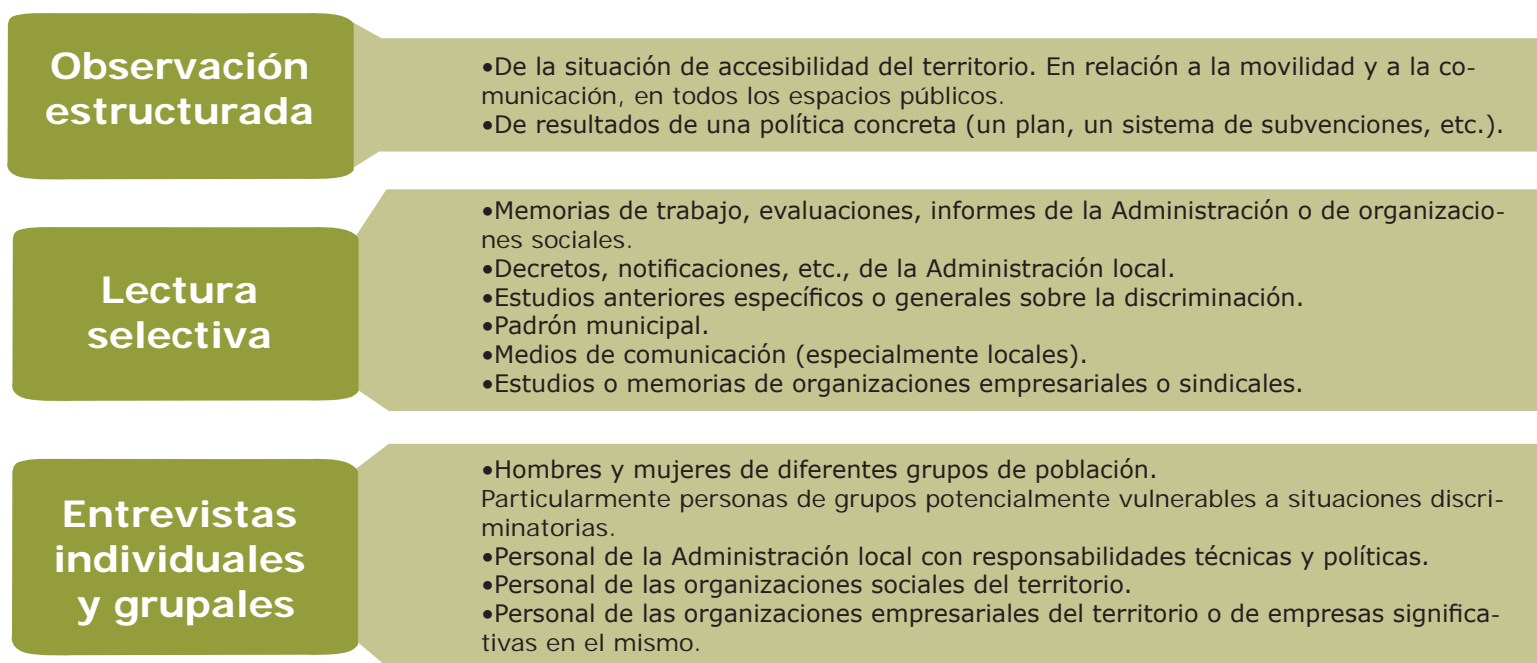 Observación
estructurada
•De la situación de accesibilidad del territorio. En relación a la movilidad y a la co-
municación, en todos los espacios públicos.
•De resultados de una política concreta (un plan, un sistema de subvenciones, etc.).
Lectura
selectiva
•Memorias de trabajo, evaluaciones, informes de la Administración o de organizacio-
nes sociales.
•Decretos, notificaciones, etc., de la Administración local.
•Estudios anteriores específicos o generales sobre la discriminación.
•Padrón municipal.
•Medios de comunicación (especialmente locales).
•Estudios o memorias de organizaciones empresariales o sindicales.
Entrevistas
individuales
y grupales
•Hombres y mujeres de diferentes grupos de población.
Particularmente personas de grupos potencialmente vulnerables a situaciones discri-
minatorias.
•Personal de la Administración local con responsabilidades técnicas y políticas.
•Personal de las organizaciones sociales del territorio.
•Personal de las organizaciones empresariales del territorio o de empresas significa-
tivas en el mismo.